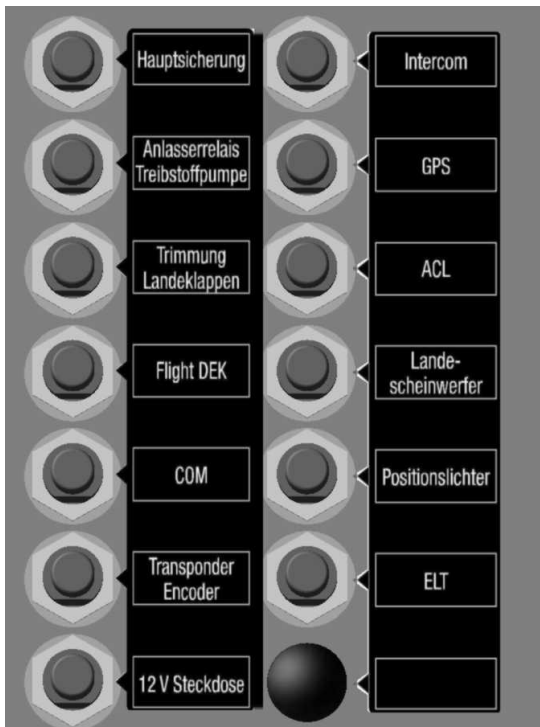 Hauptsicherung
Anlasserrelais
Treibstoffpumpe
Trimmung
Landeklappen
Flight DEK
COM
Transponder
Encoder
12 V Steckdose
Intercom
GPS
ACL
Lande-
scheinwerfer
Positionslichter
ELT